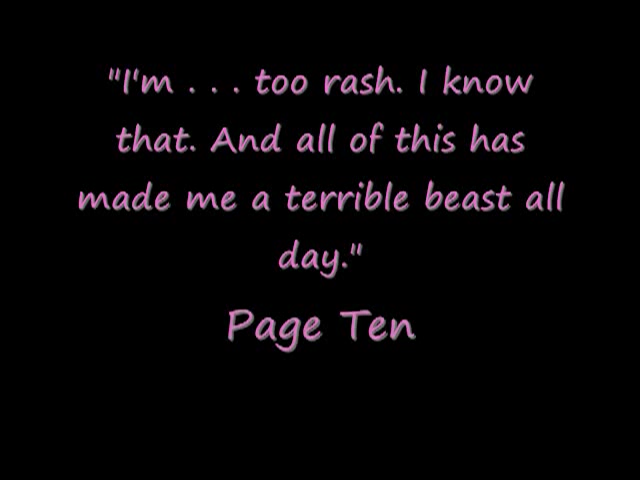 "I'm . . . too rash. I know
that. And all of this has
made me a terrible beast all
day."
Page Ten